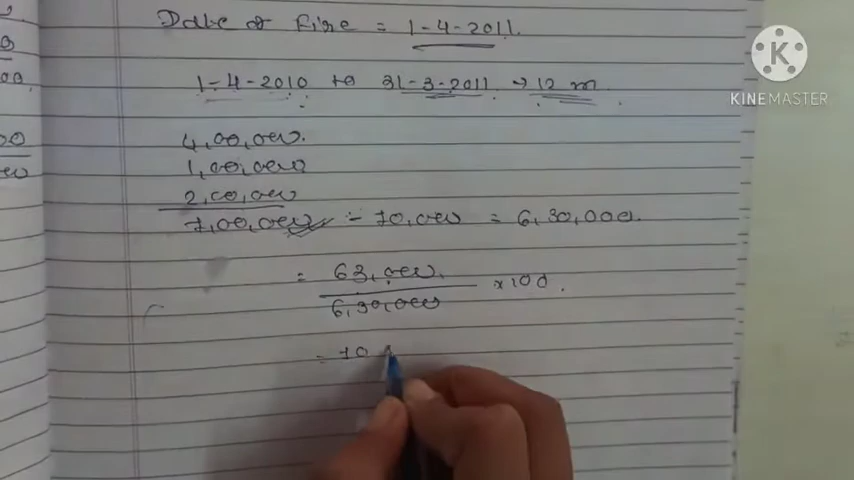 Date of Fire = 1-4-2011.
1-4-2010 to 31-3-2011 → 12 m
4,00,000.
1,00,000
2,00,000
7,00,000 - 70,000 = 6,30,000.
= 63,000. × 100.
6,30,000
= 10
K
KINEMASTER